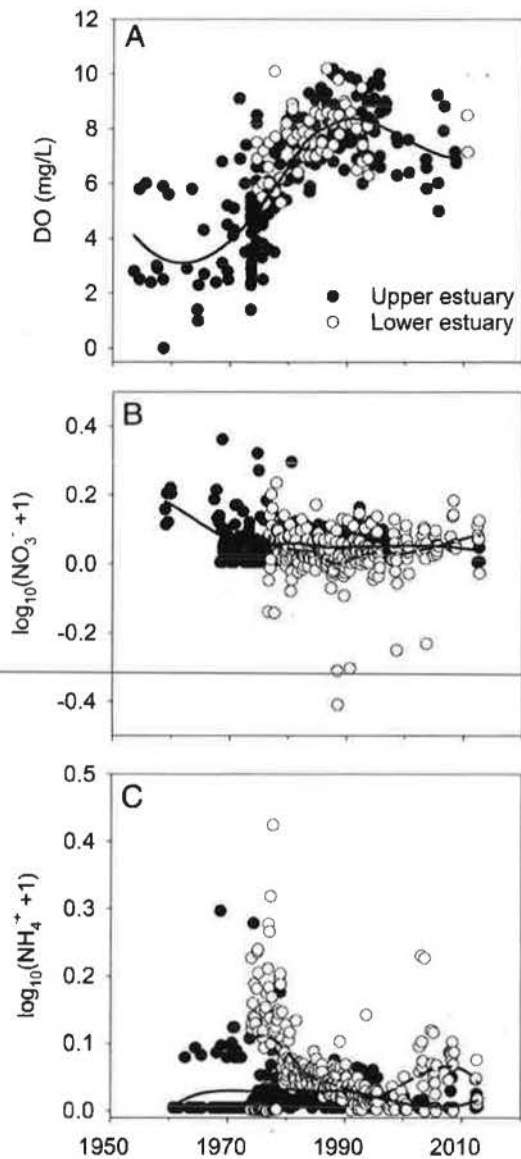 A
12
10
8
6
4
2
0
DO (mg/L)
Upper estuary
Lower estuary
B
0.4
0.2
0.0
-0.2
-0.4
log10(NO3- +1)
C
0.5
0.4
0.3
0.2
0.1
0.0
log10(NH4+ +1)
1950 1970 1990 2010